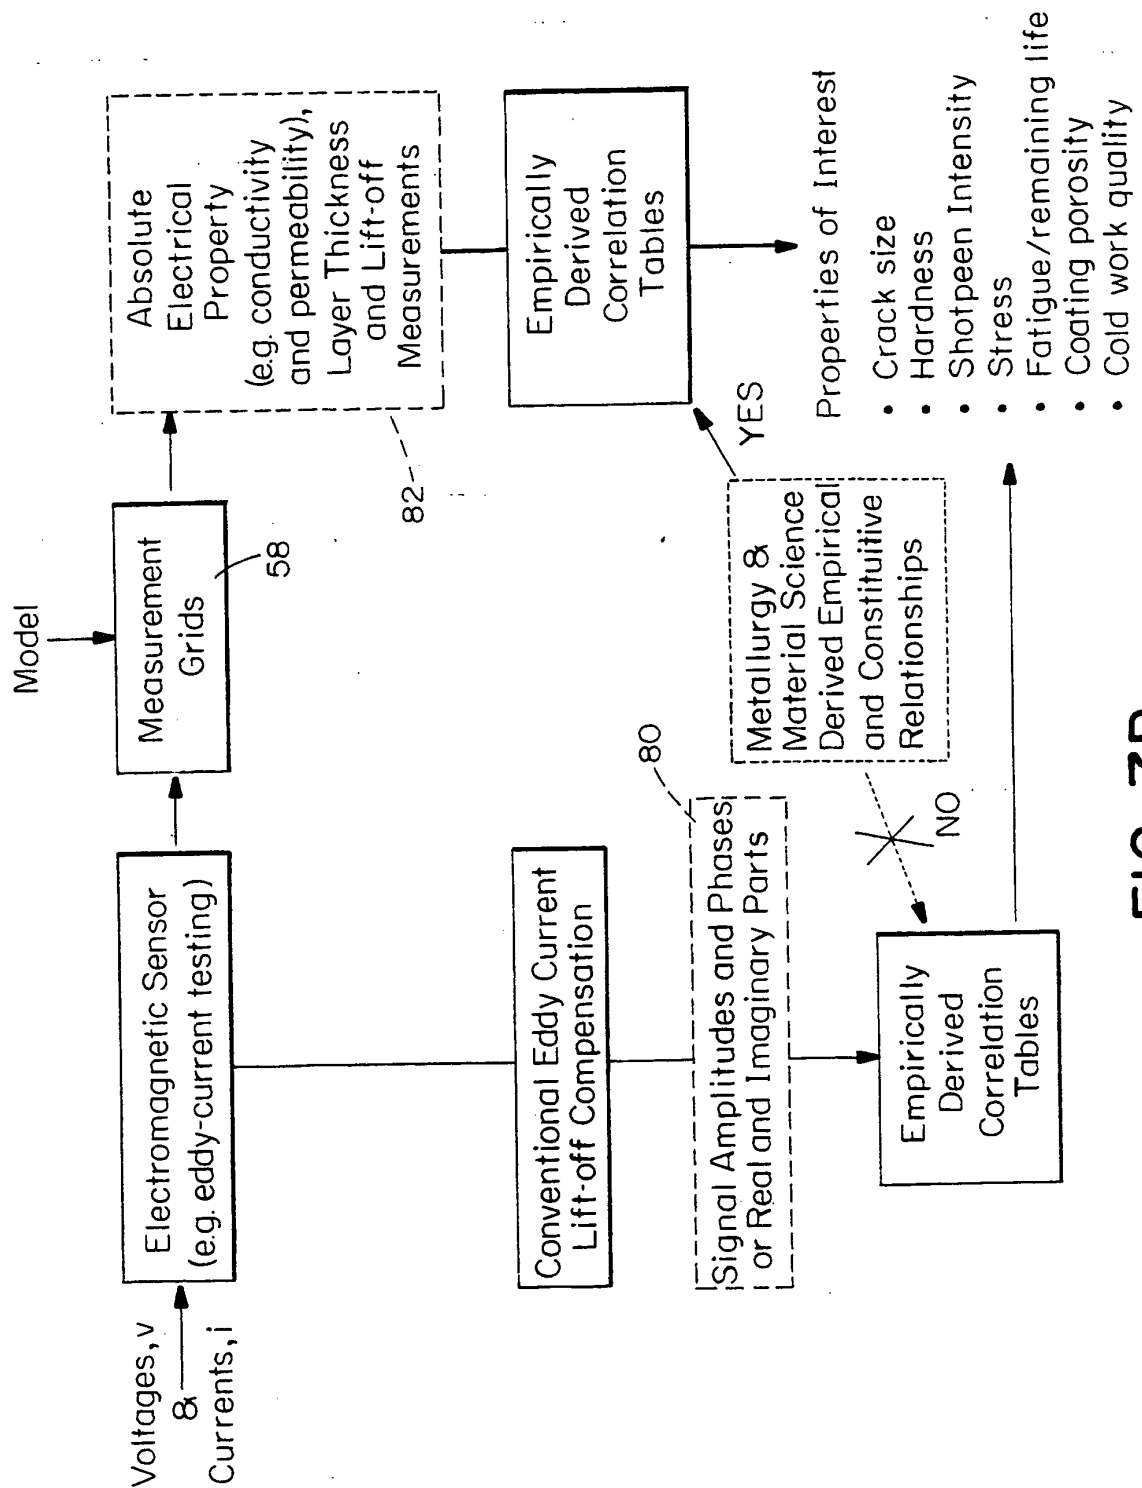 Model
Voltages, v
&
Currents, i
Electromagnetic Sensor
(e.g. eddy-current testing)
Measurement
Grids
58
Absolute
Electrical
Property
(e.g. conductivity
and permeability),
Layer Thickness
and Lift-off
Measurements
82
Conventional Eddy Current
Lift-off Compensation
Signal Amplitudes and Phases
or Real and Imaginary Parts
80
Metallurgy &
Material Science
Derived Empirical
and Constituitive
Relationships
YES
NO
Empirically
Derived
Correlation
Tables
Empirically
Derived
Correlation
Tables
Properties of Interest
• Crack size
• Hardness
• Shotpeen Intensity
• Stress
• Fatigue/remaining life
• Coating porosity
• Cold work quality